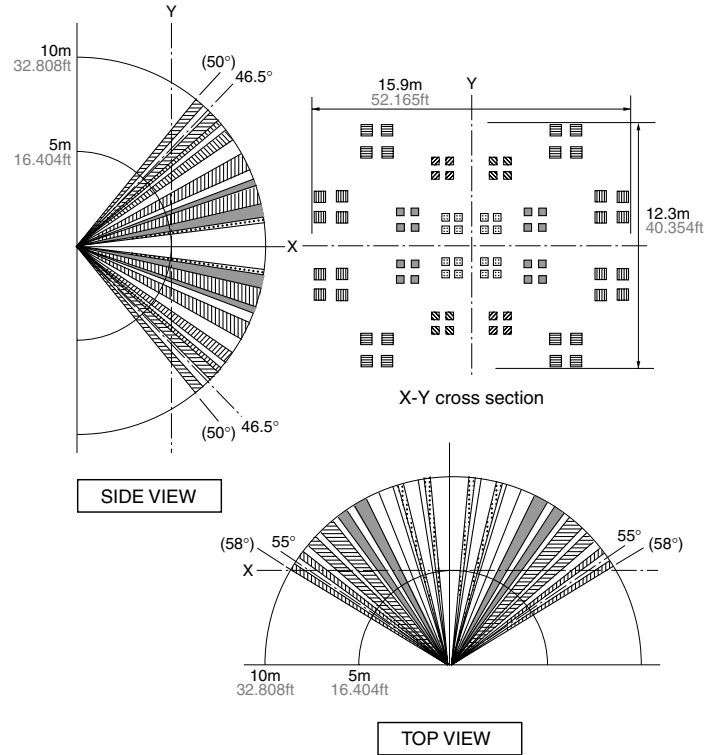 Y
10m
32.808ft
(50°)
46.5°
5m
16.404ft
X
(50°)
46.5°
SIDE VIEW
15.9m
52.165ft
Y
12.3m
40.354ft
X-Y cross section
(58°)
55°
X
55°
(58°)
10m
32.808ft
5m
16.404ft
TOP VIEW